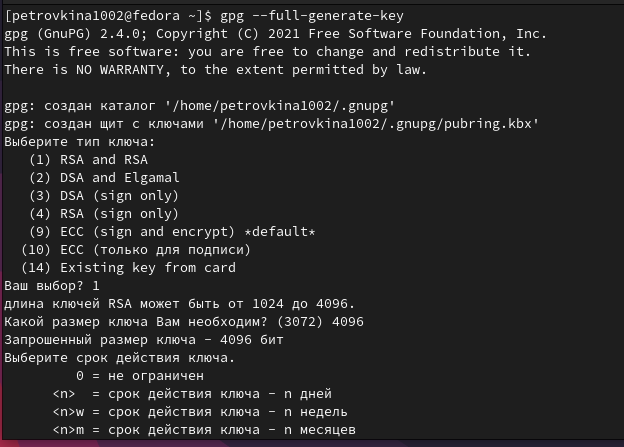 [petrovkina1002@fedora ~]$ gpg --full-generate-key
gpg (GnuPG) 2.4.0; Copyright (C) 2021 Free Software Foundation, Inc.
This is free software: you are free to change and redistribute it.
There is NO WARRANTY, to the extent permitted by law.
gpg: создан каталог '/home/petrovkina1002/.gnupg'
gpg: создан щит с ключами '/home/petrovkina1002/.gnupg/pubring.kbx'
Выберите тип ключа:
(1) RSA and RSA
(2) DSA and Elgamal
(3) DSA (sign only)
(4) RSA (sign only)
(9) ECC (sign and encrypt) *default*
(10) ECC (только для подписи)
(14) Existing key from card
Ваш выбор? 1
длина ключей RSA может быть от 1024 до 4096.
Какой размер ключа Вам необходим? (3072) 4096
Запрошенный размер ключа - 4096 бит
Выберите срок действия ключа.
0 = не ограничен
<n> = срок действия ключа - n дней
<n>w = срок действия ключа - n недель
<n>m = срок действия ключа - n месяцев